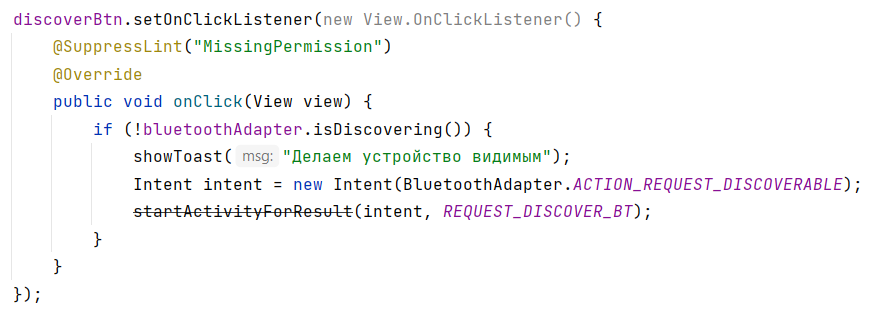 discoverBtn.setOnClickListener(new View.OnClickListener() {
@SuppressLint("MissingPermission")
@Override
public void onClick(View view) {
if (!bluetoothAdapter.isDiscovering()) {
showToast( msg: "Делаем устройство видимым");
Intent intent = new Intent(BluetoothAdapter.ACTION_REQUEST_DISCOVERABLE);
startActivityForResult(intent, REQUEST_DISCOVER_BT);
}
}
});